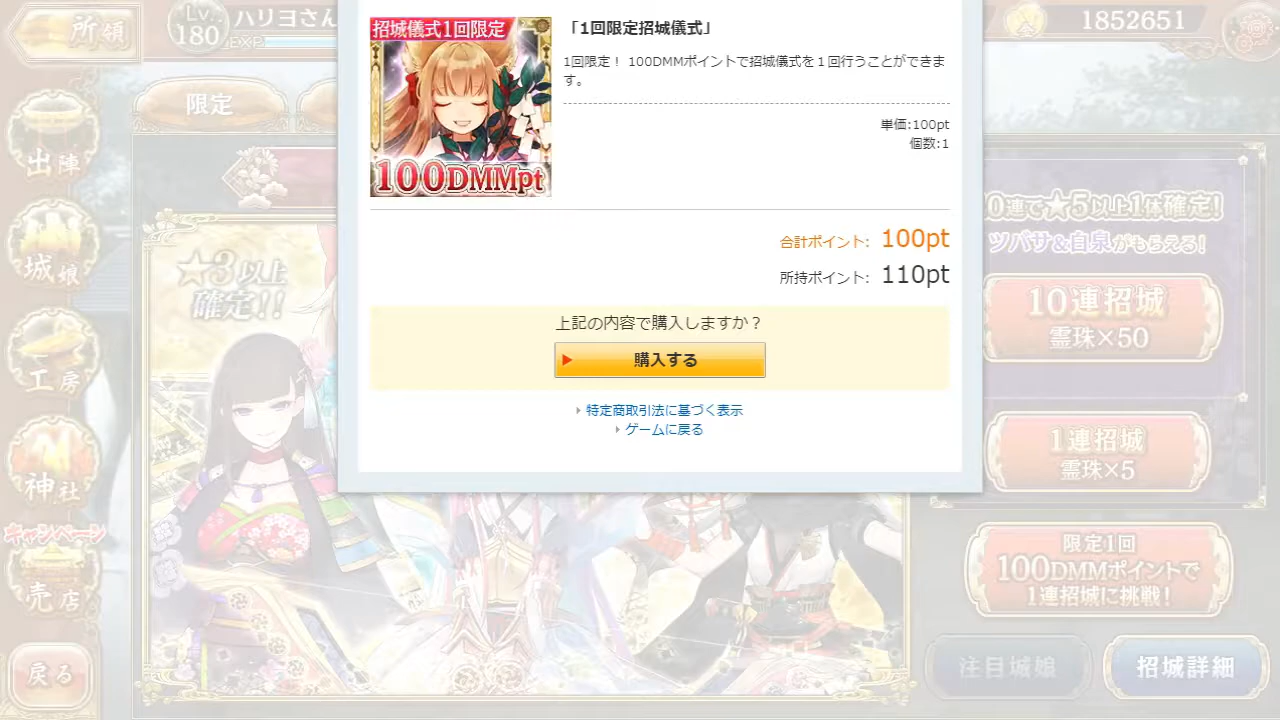 所領
Lv.
180
ハリヨさん
EXP
1852651
出陣
城娘
工房
神社
キャンペーン
売店
戻る
限定
★3以上
確定!!
招城儀式1回限定
100DMMpt
「1回限定招城儀式」
1回限定！ 100DMMポイントで招城儀式を１回行うことができま
す。
単価:100pt
個数:1
合計ポイント: 100pt
所持ポイント: 110pt
上記の内容で購入しますか？
購入する
特定商取引法に基づく表示
ゲームに戻る
0連で★5以上1体確定!
ツバサ&白泉がもらえる!
10連招城
霊珠×50
1連招城
霊珠×5
限定1回
100DMMポイントで
1連招城に挑戦!
注目城娘
招城詳細